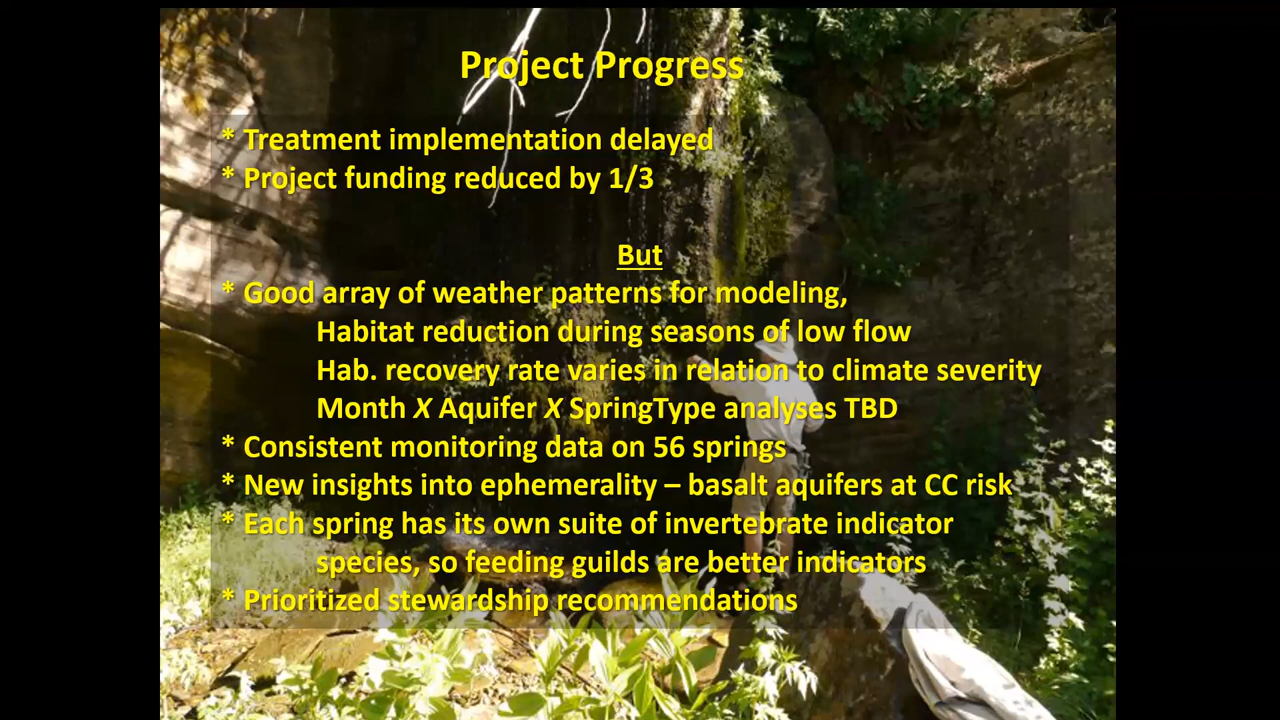 Project Progress
* Treatment implementation delayed
* Project funding reduced by 1/3
But
* Good array of weather patterns for modeling,
Habitat reduction during seasons of low flow
Hab. recovery rate varies in relation to climate severity
Month X Aquifer X SpringType analyses TBD
* Consistent monitoring data on 56 springs
* New insights into ephemerality – basalt aquifers at CC risk
* Each spring has its own suite of invertebrate indicator
species, so feeding guilds are better indicators
* Prioritized stewardship recommendations